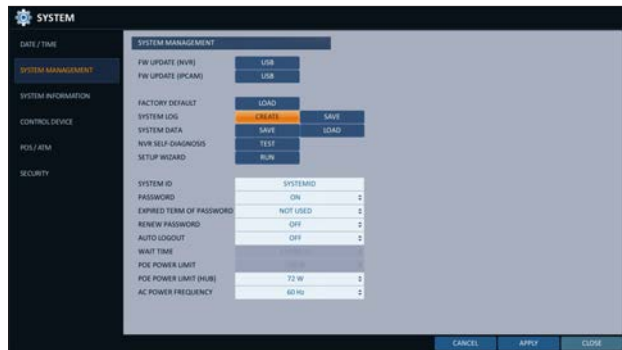 SYSTEM
DATE / TIME
SYSTEM MANAGEMENT
SYSTEM INFORMATION
CONTROL DEVICE
POS / ATM
SECURITY
SYSTEM MANAGEMENT
FW UPDATE (NVR) USB
FW UPDATE (IPCAM) USB
FACTORY DEFAULT LOAD
SYSTEM LOG CREATE SAVE
SYSTEM DATA SAVE LOAD
NVR SELF-DIAGNOSIS TEST
SETUP WIZARD RUN
SYSTEM ID SYSTEMID
PASSWORD ON
EXPIRED TERM OF PASSWORD NOT USED
RENEW PASSWORD OFF
AUTO LOGOUT OFF
WAIT TIME
POE POWER LIMIT
POE POWER LIMIT (HUB) 72 W
AC POWER FREQUENCY 60 Hz
CANCEL APPLY CLOSE